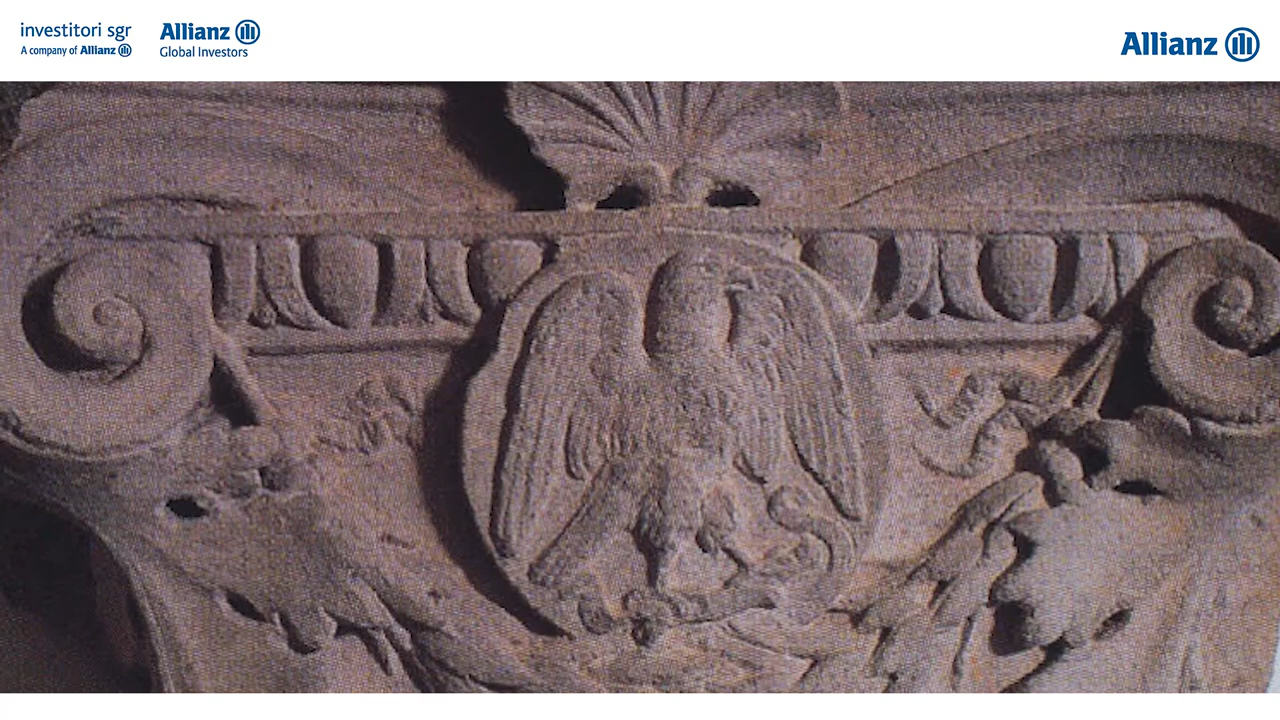 investitori sgr
A company of Allianz
Allianz
Global Investors
Allianz